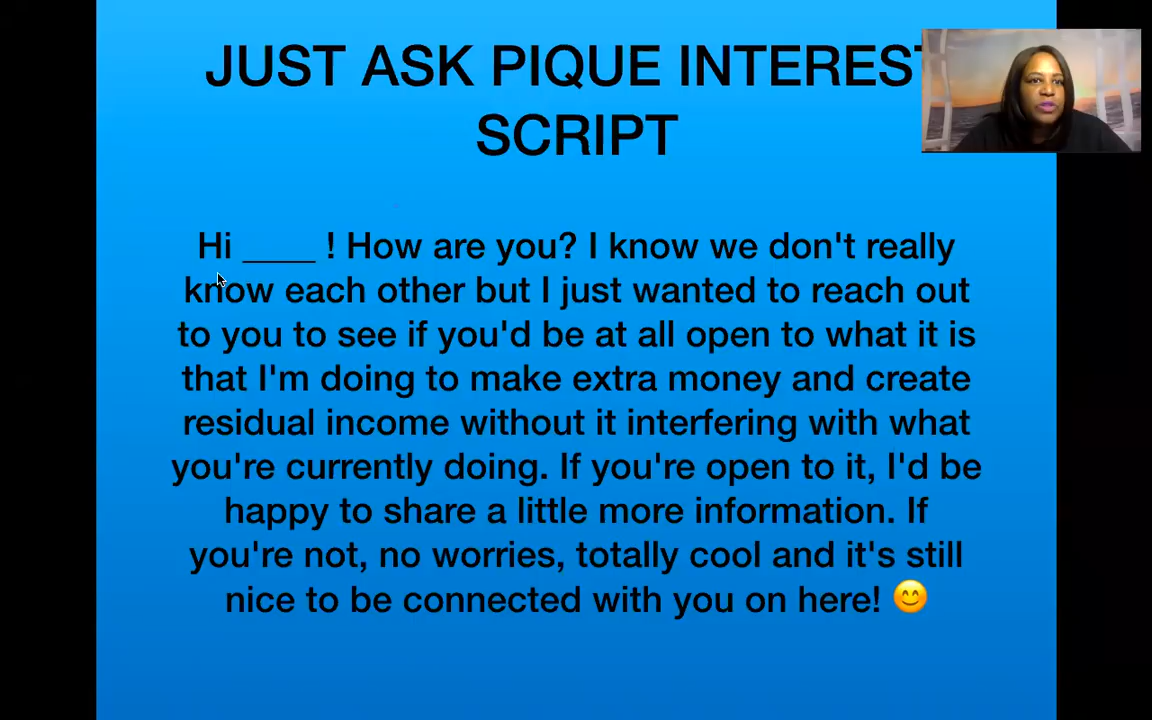 JUST ASK PIQUE INTEREST
SCRIPT
Hi ____ ! How are you? I know we don't really
know each other but I just wanted to reach out
to you to see if you'd be at all open to what it is
that I'm doing to make extra money and create
residual income without it interfering with what
you're currently doing. If you're open to it, I'd be
happy to share a little more information. If
you're not, no worries, totally cool and it's still
nice to be connected with you on here! 😊